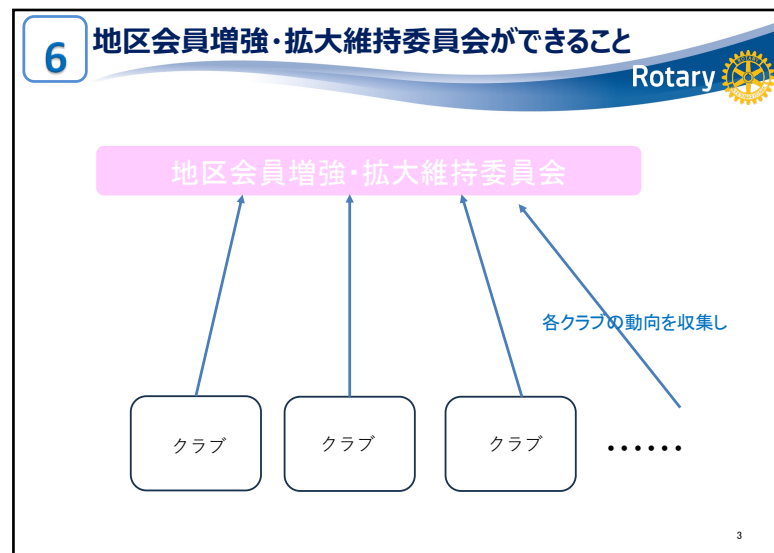 6
地区会員増強・拡大維持委員会ができること
Rotary
地区会員増強・拡大維持委員会
各クラブの動向を収集し
クラブ
クラブ
クラブ
・・・・・・
3